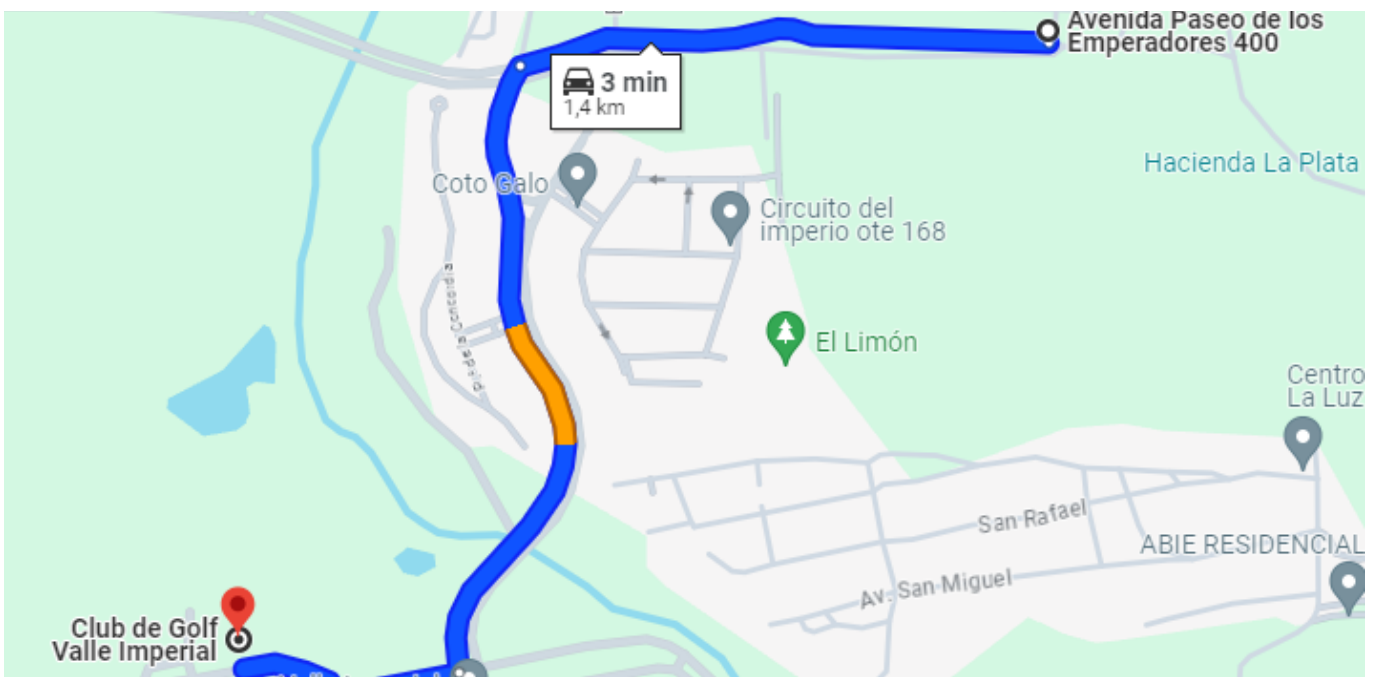 Avenida Paseo de los
Emperadores 400
3 min
1,4 km
Hacienda La Plata
Coto Galo
Circuito del
imperio ote 168
El Limón
Centro
La Luz
San Rafael
ABIE RESIDENCIAL
Av. San Miguel
Club de Golf
Valle Imperial